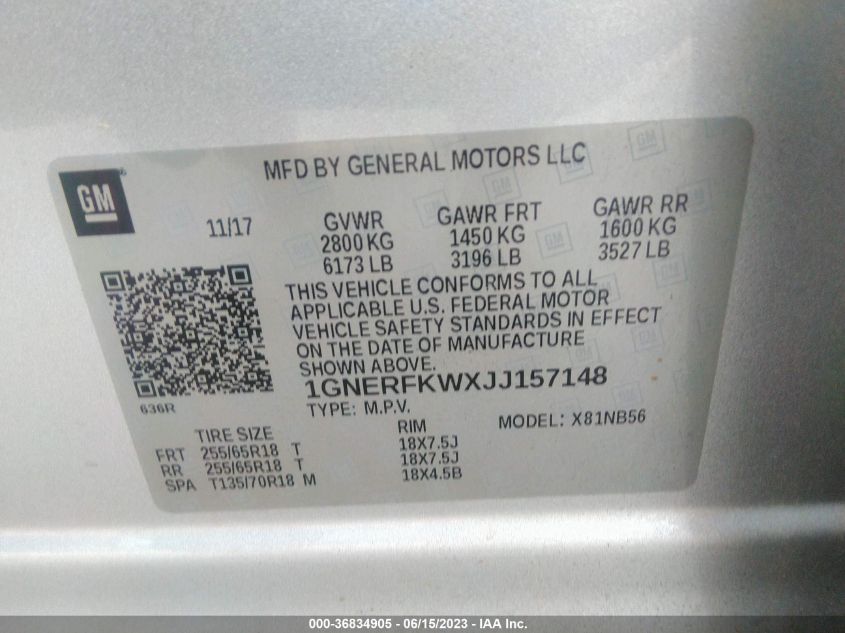 MFD BY GENERAL MOTORS LLC
GM
11/17
GVWR
2800 KG
6173 LB
GAWR FRT
1450 KG
3196 LB
GAWR RR
1600 KG
3527 LB
THIS VEHICLE CONFORMS TO ALL
APPLICABLE U.S. FEDERAL MOTOR
VEHICLE SAFETY STANDARDS IN EFFECT
ON THE DATE OF MANUFACTURE
SHOWN ABOVE.
1GNERFKWXJJ157148
TYPE: M.P.V.
MODEL: X81NB56
636R
TIRE SIZE
RIM
FRT 255/65R18 T 18X7.5J
RR 255/65R18 T 18X7.5J
SPA T135/70R18 M 18X4.5B
000-36834905 - 06/15/2023 - IAA Inc.